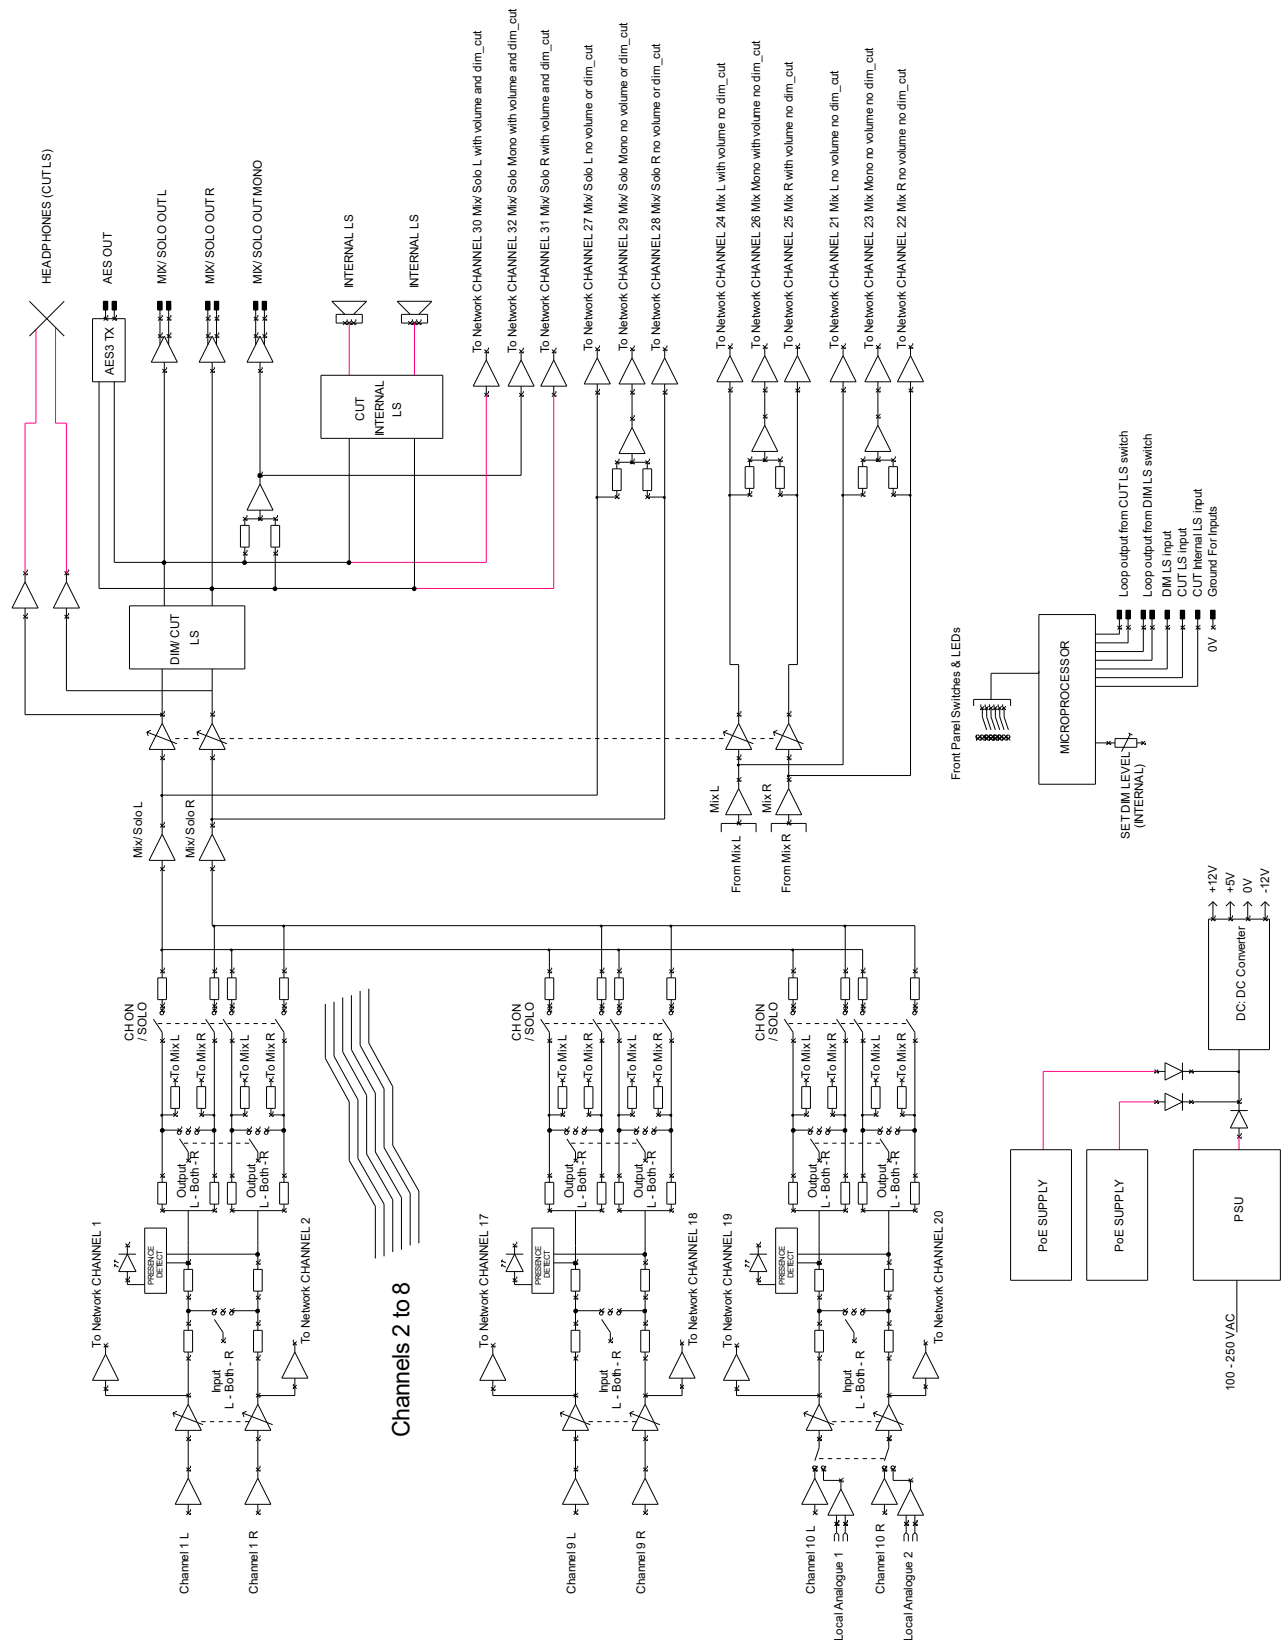 HEADPHONES (CUT LS)
AES OUT
AES3 TX
MIX/ SOLO OUT L
MIX/ SOLO OUT R
MIX/ SOLO OUT MONO
INTERNAL LS
INTERNAL LS
CUT
INTERNAL
LS
DIM/ CUT
LS
To Network CHANNEL 30 Mix/ Solo L with volume and dim_cut
To Network CHANNEL 32 Mix/ Solo Mono with volume and dim_cut
To Network CHANNEL 31 Mix/ Solo R with volume and dim_cut
To Network CHANNEL 27 Mix/ Solo L no volume or dim_cut
To Network CHANNEL 29 Mix/ Solo Mono no volume or dim_cut
To Network CHANNEL 28 Mix/ Solo R no volume or dim_cut
To Network CHANNEL 24 Mix L with volume no dim_cut
To Network CHANNEL 26 Mix Mono with volume no dim_cut
To Network CHANNEL 25 Mix R with volume no dim_cut
To Network CHANNEL 21 Mix L no volume no dim_cut
To Network CHANNEL 23 Mix Mono no volume no dim_cut
To Network CHANNEL 22 Mix R no volume no dim_cut
Mix/ Solo L
Mix/ Solo R
Mix L
Mix R
From Mix L
From Mix R
Front Panel Switches & LEDs
MICROPROCESSOR
Loop output from CUT LS switch
Loop output from DIM LS switch
DIM LS input
CUT LS input
CUT Internal LS input
Ground For Inputs
0V
SET DIM LEVEL
(INTERNAL)
CH ON
/ SOLO
To Mix L
To Mix R
To Mix L
To Mix R
Output
L - Both - R
PRESENCE
DETECT
To Network CHANNEL 1
To Network CHANNEL 2
Input
L - Both - R
Channel 1 L
Channel 1 R
Channels 2 to 8
CH ON
/ SOLO
To Mix L
To Mix R
To Mix L
To Mix R
Output
L - Both - R
PRESENCE
DETECT
To Network CHANNEL 17
To Network CHANNEL 18
Input
L - Both - R
Channel 9 L
Channel 9 R
CH ON
/ SOLO
To Mix L
To Mix R
To Mix L
To Mix R
Output
L - Both - R
PRESENCE
DETECT
To Network CHANNEL 19
To Network CHANNEL 20
Input
L - Both - R
Channel 10 L
Local Analogue 1
Channel 10 R
Local Analogue 2
+12V
+5V
0V
-12V
DC: DC Converter
PoE SUPPLY
PoE SUPPLY
PSU
100 - 250 VAC